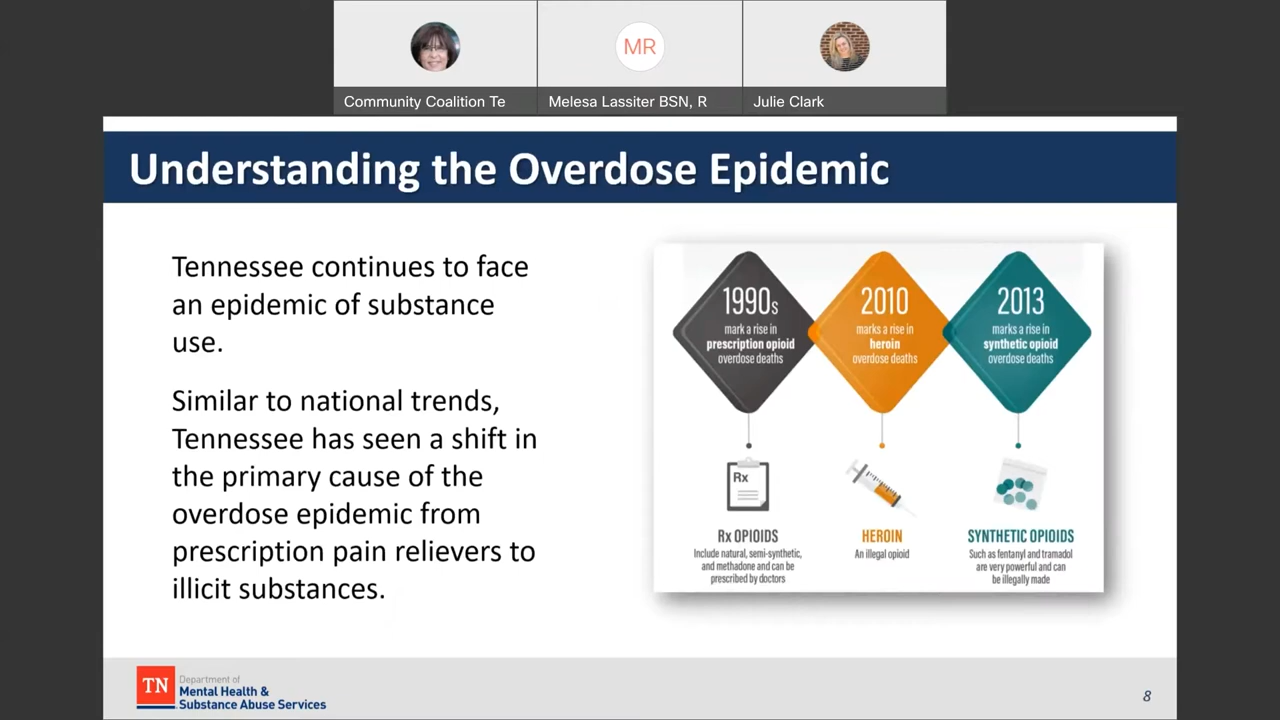 MR
Community Coalition Te
Melesa Lassiter BSN, R
Julie Clark
Understanding the Overdose Epidemic
Tennessee continues to face
an epidemic of substance
use.
Similar to national trends,
Tennessee has seen a shift in
the primary cause of the
overdose epidemic from
prescription pain relievers to
illicit substances.
1990s
mark a rise in
prescription opioid
overdose deaths
2010
marks a rise in
heroin
overdose deaths
2013
marks a rise in
synthetic opioid
overdose deaths
Rx
Rx OPIOIDS
Include natural, semi-synthetic,
and methadone and can be
prescribed by doctors
HEROIN
An illegal opioid
SYNTHETIC OPIOIDS
Such as fentanyl and tramadol
are very powerful and can
be illegally made
TN
Department of
Mental Health &
Substance Abuse Services
8